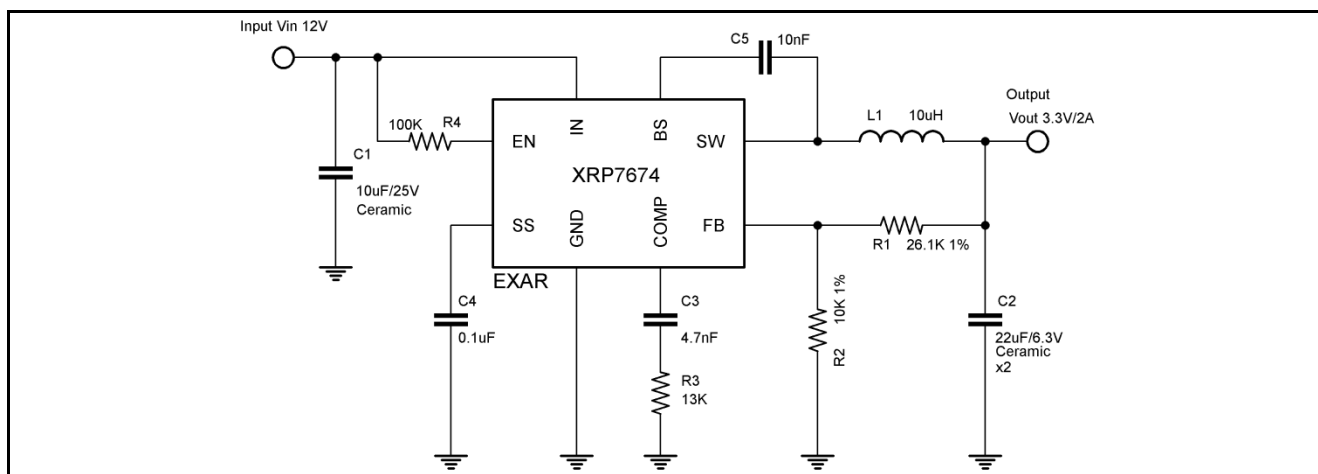 Input Vin 12V
C5
10nF
Output
Vout 3.3V/2A
L1
10uH
100K
R4
EN
IN
BS
SW
C1
10uF/25V
Ceramic
XRP7674
SS
GND
COMP
FB
R1
26.1K 1%
EXAR
C4
0.1uF
C3
4.7nF
10K 1%
R2
C2
22uF/6.3V
Ceramic
x2
R3
13K